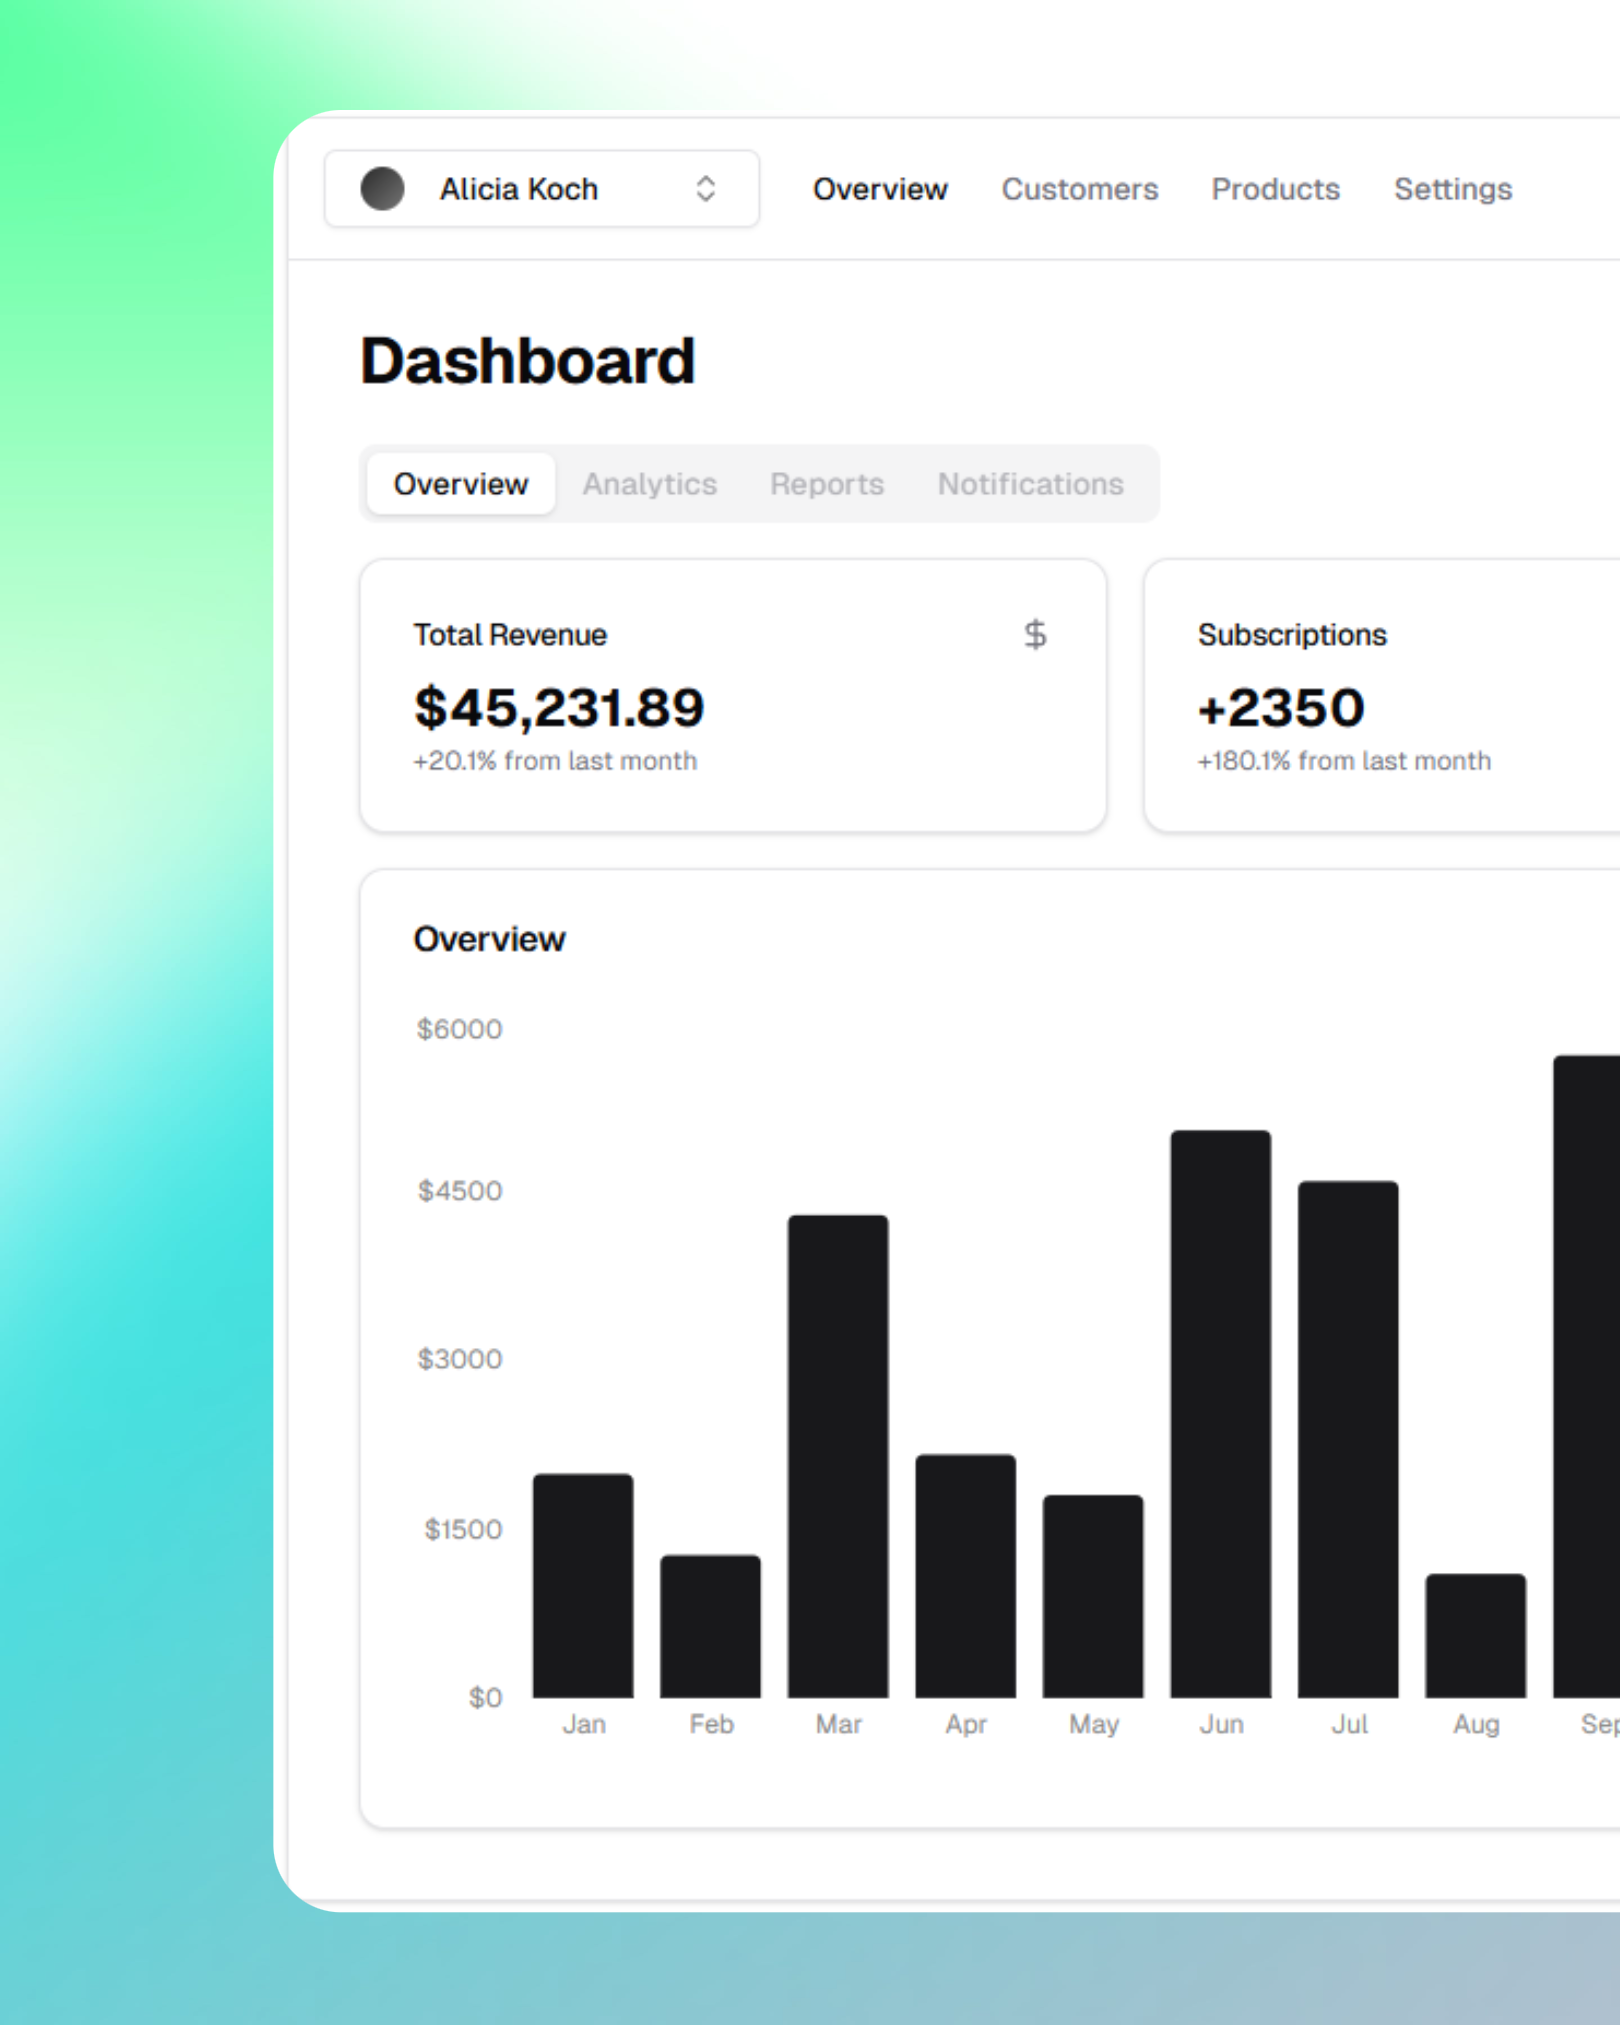 Alicia Koch
Overview Customers Products Settings
Dashboard
Overview Analytics Reports Notifications
Total Revenue $
$45,231.89
+20.1% from last month
Subscriptions
+2350
+180.1% from last month
Overview
$6000
$4500
$3000
$1500
$0
Jan Feb Mar Apr May Jun Jul Aug Sep